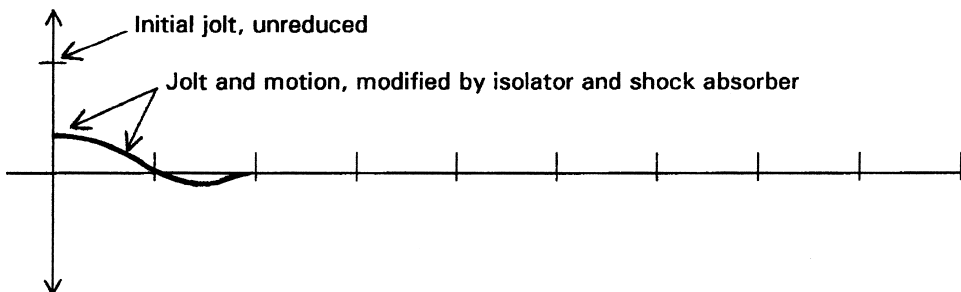 Initial jolt, unreduced
Jolt and motion, modified by isolator and shock absorber